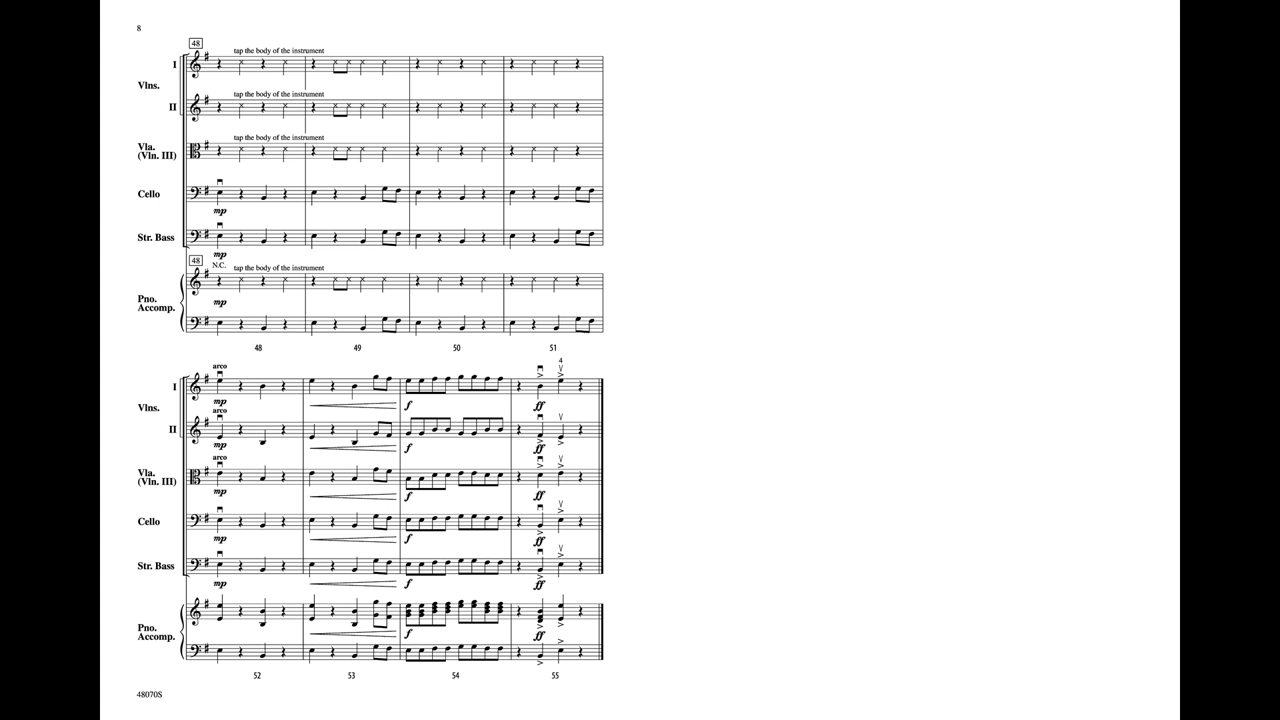 8
48
tap the body of the instrument
I
Vlns.
tap the body of the instrument
II
tap the body of the instrument
Vla.
(Vln. III)
Cello
mp
Str. Bass
mp
48
N.C.
tap the body of the instrument
Pno.
Accomp.
mp
48 49 50 51
arco 4
I
mp f ff
Vlns.
arco
II
mp f ff
arco
Vla.
(Vln. III)
mp f ff
Cello
mp f ff
Str. Bass
mp f ff
Pno.
Accomp.
f ff
52 53 54 55
48070S